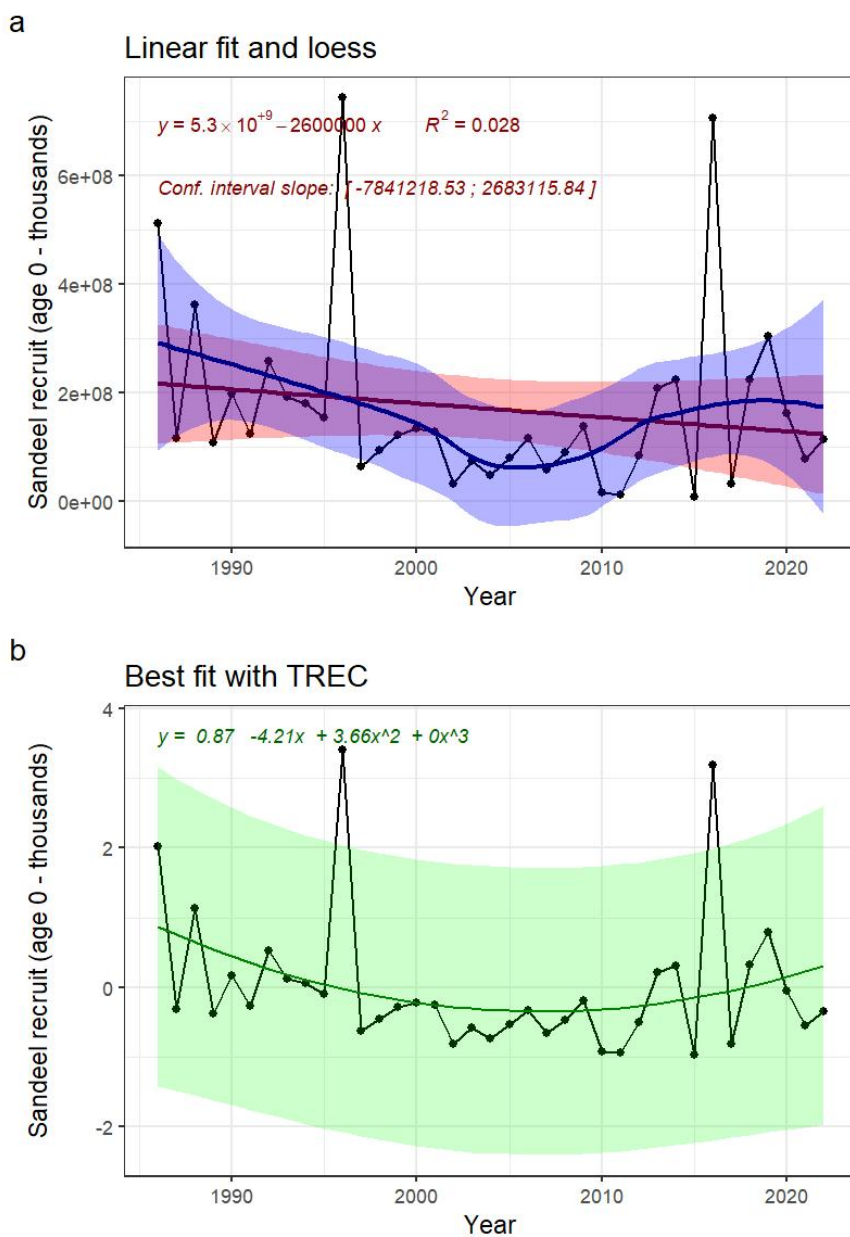 a
Linear fit and loess
y = 5.3 × 10⁺⁹ − 2600000 x R² = 0.028
Conf. interval slope: [ -7841218.53 ; 2683115.84 ]
6e+08
4e+08
2e+08
0e+00
Sandeel recruit (age 0 - thousands)
1990 2000 2010 2020
Year
b
Best fit with TREC
y = 0.87 -4.21x + 3.66x^2 + 0x^3
4
2
0
-2
Sandeel recruit (age 0 - thousands)
1990 2000 2010 2020
Year